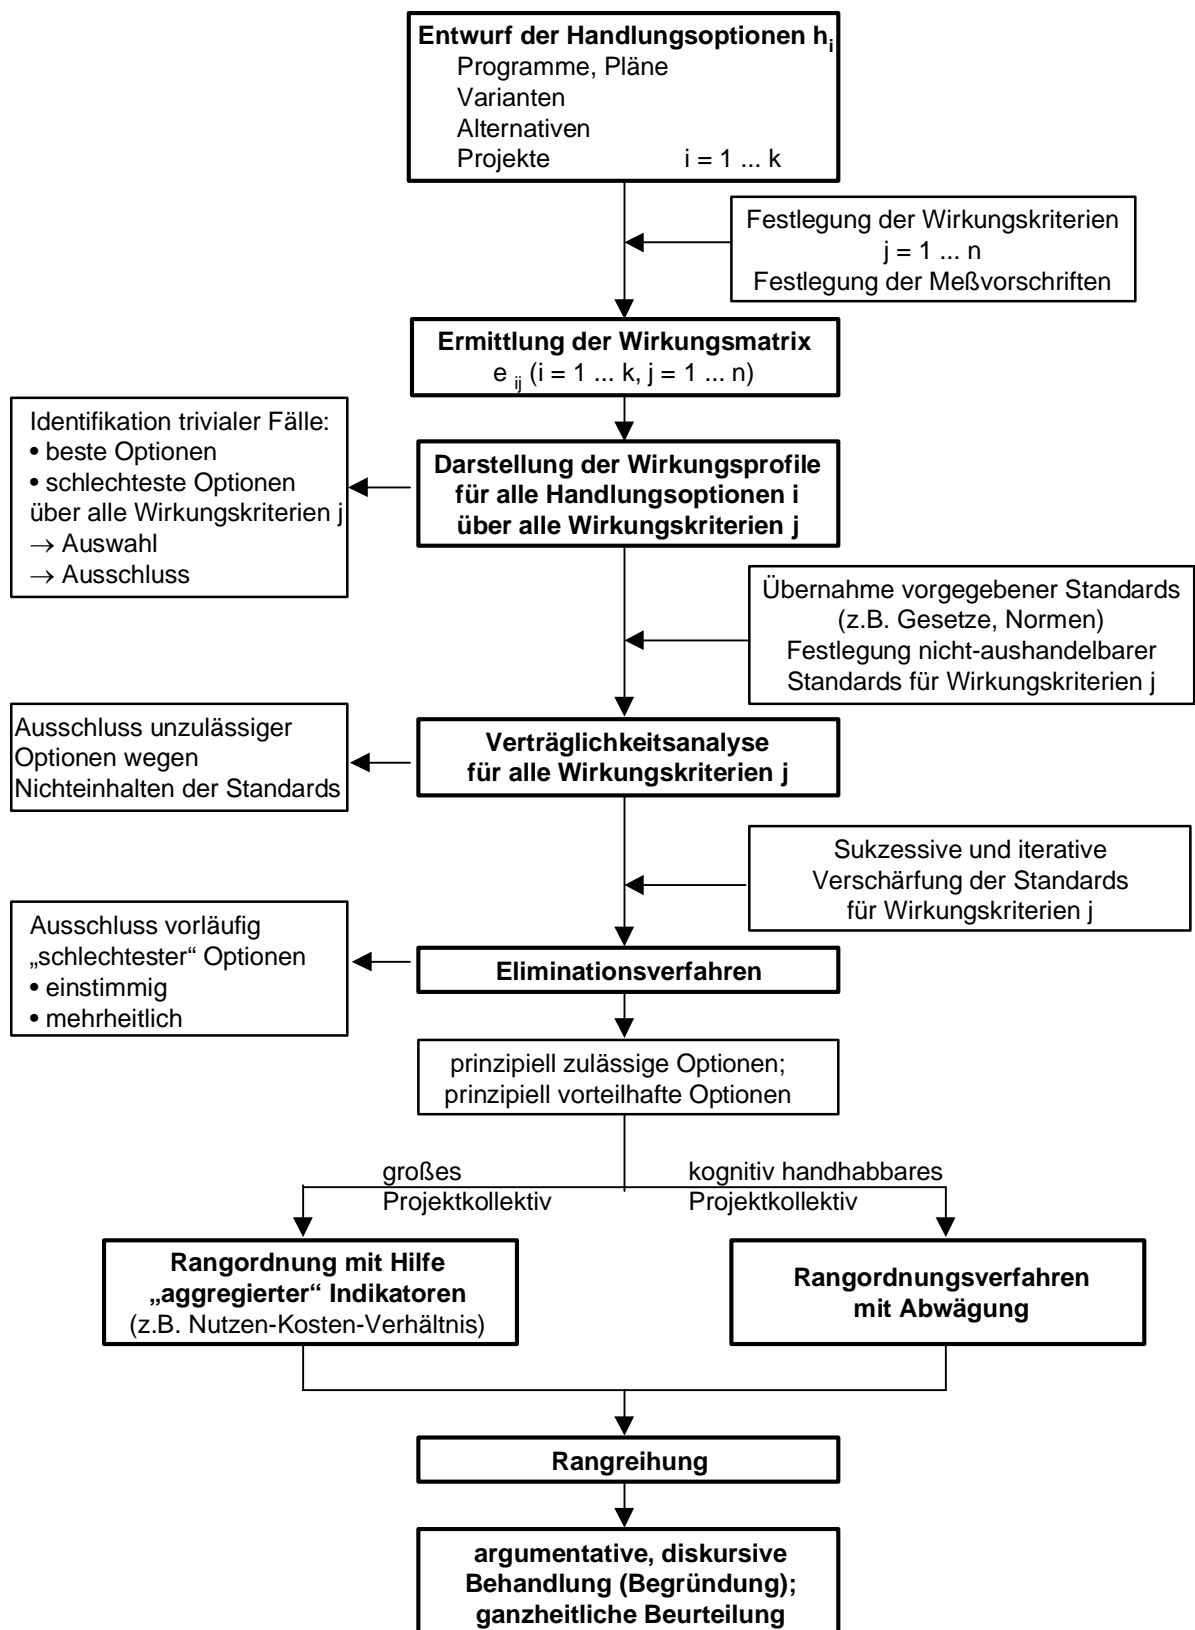 Entwurf der Handlungsoptionen hi
Programme, Pläne
Varianten
Alternativen
Projekte i = 1 ... k
Festlegung der Wirkungskriterien
j = 1 ... n
Festlegung der Meßvorschriften
Ermittlung der Wirkungsmatrix
e ij (i = 1 ... k, j = 1 ... n)
Identifikation trivialer Fälle:
• beste Optionen
• schlechteste Optionen
über alle Wirkungskriterien j
→ Auswahl
→ Ausschluss
Darstellung der Wirkungsprofile
für alle Handlungsoptionen i
über alle Wirkungskriterien j
Übernahme vorgegebener Standards
(z.B. Gesetze, Normen)
Festlegung nicht-aushandelbarer
Standards für Wirkungskriterien j
Ausschluss unzulässiger
Optionen wegen
Nichteinhalten der Standards
Verträglichkeitsanalyse
für alle Wirkungskriterien j
Sukzessive und iterative
Verschärfung der Standards
für Wirkungskriterien j
Ausschluss vorläufig
„schlechtester“ Optionen
• einstimmig
• mehrheitlich
Eliminationsverfahren
prinzipiell zulässige Optionen;
prinzipiell vorteilhafte Optionen
großes
Projektkollektiv
kognitiv handhabbares
Projektkollektiv
Rangordnung mit Hilfe
„aggregierter“ Indikatoren
(z.B. Nutzen-Kosten-Verhältnis)
Rangordnungsverfahren
mit Abwägung
Rangreihung
argumentative, diskursive
Behandlung (Begründung);
ganzheitliche Beurteilung